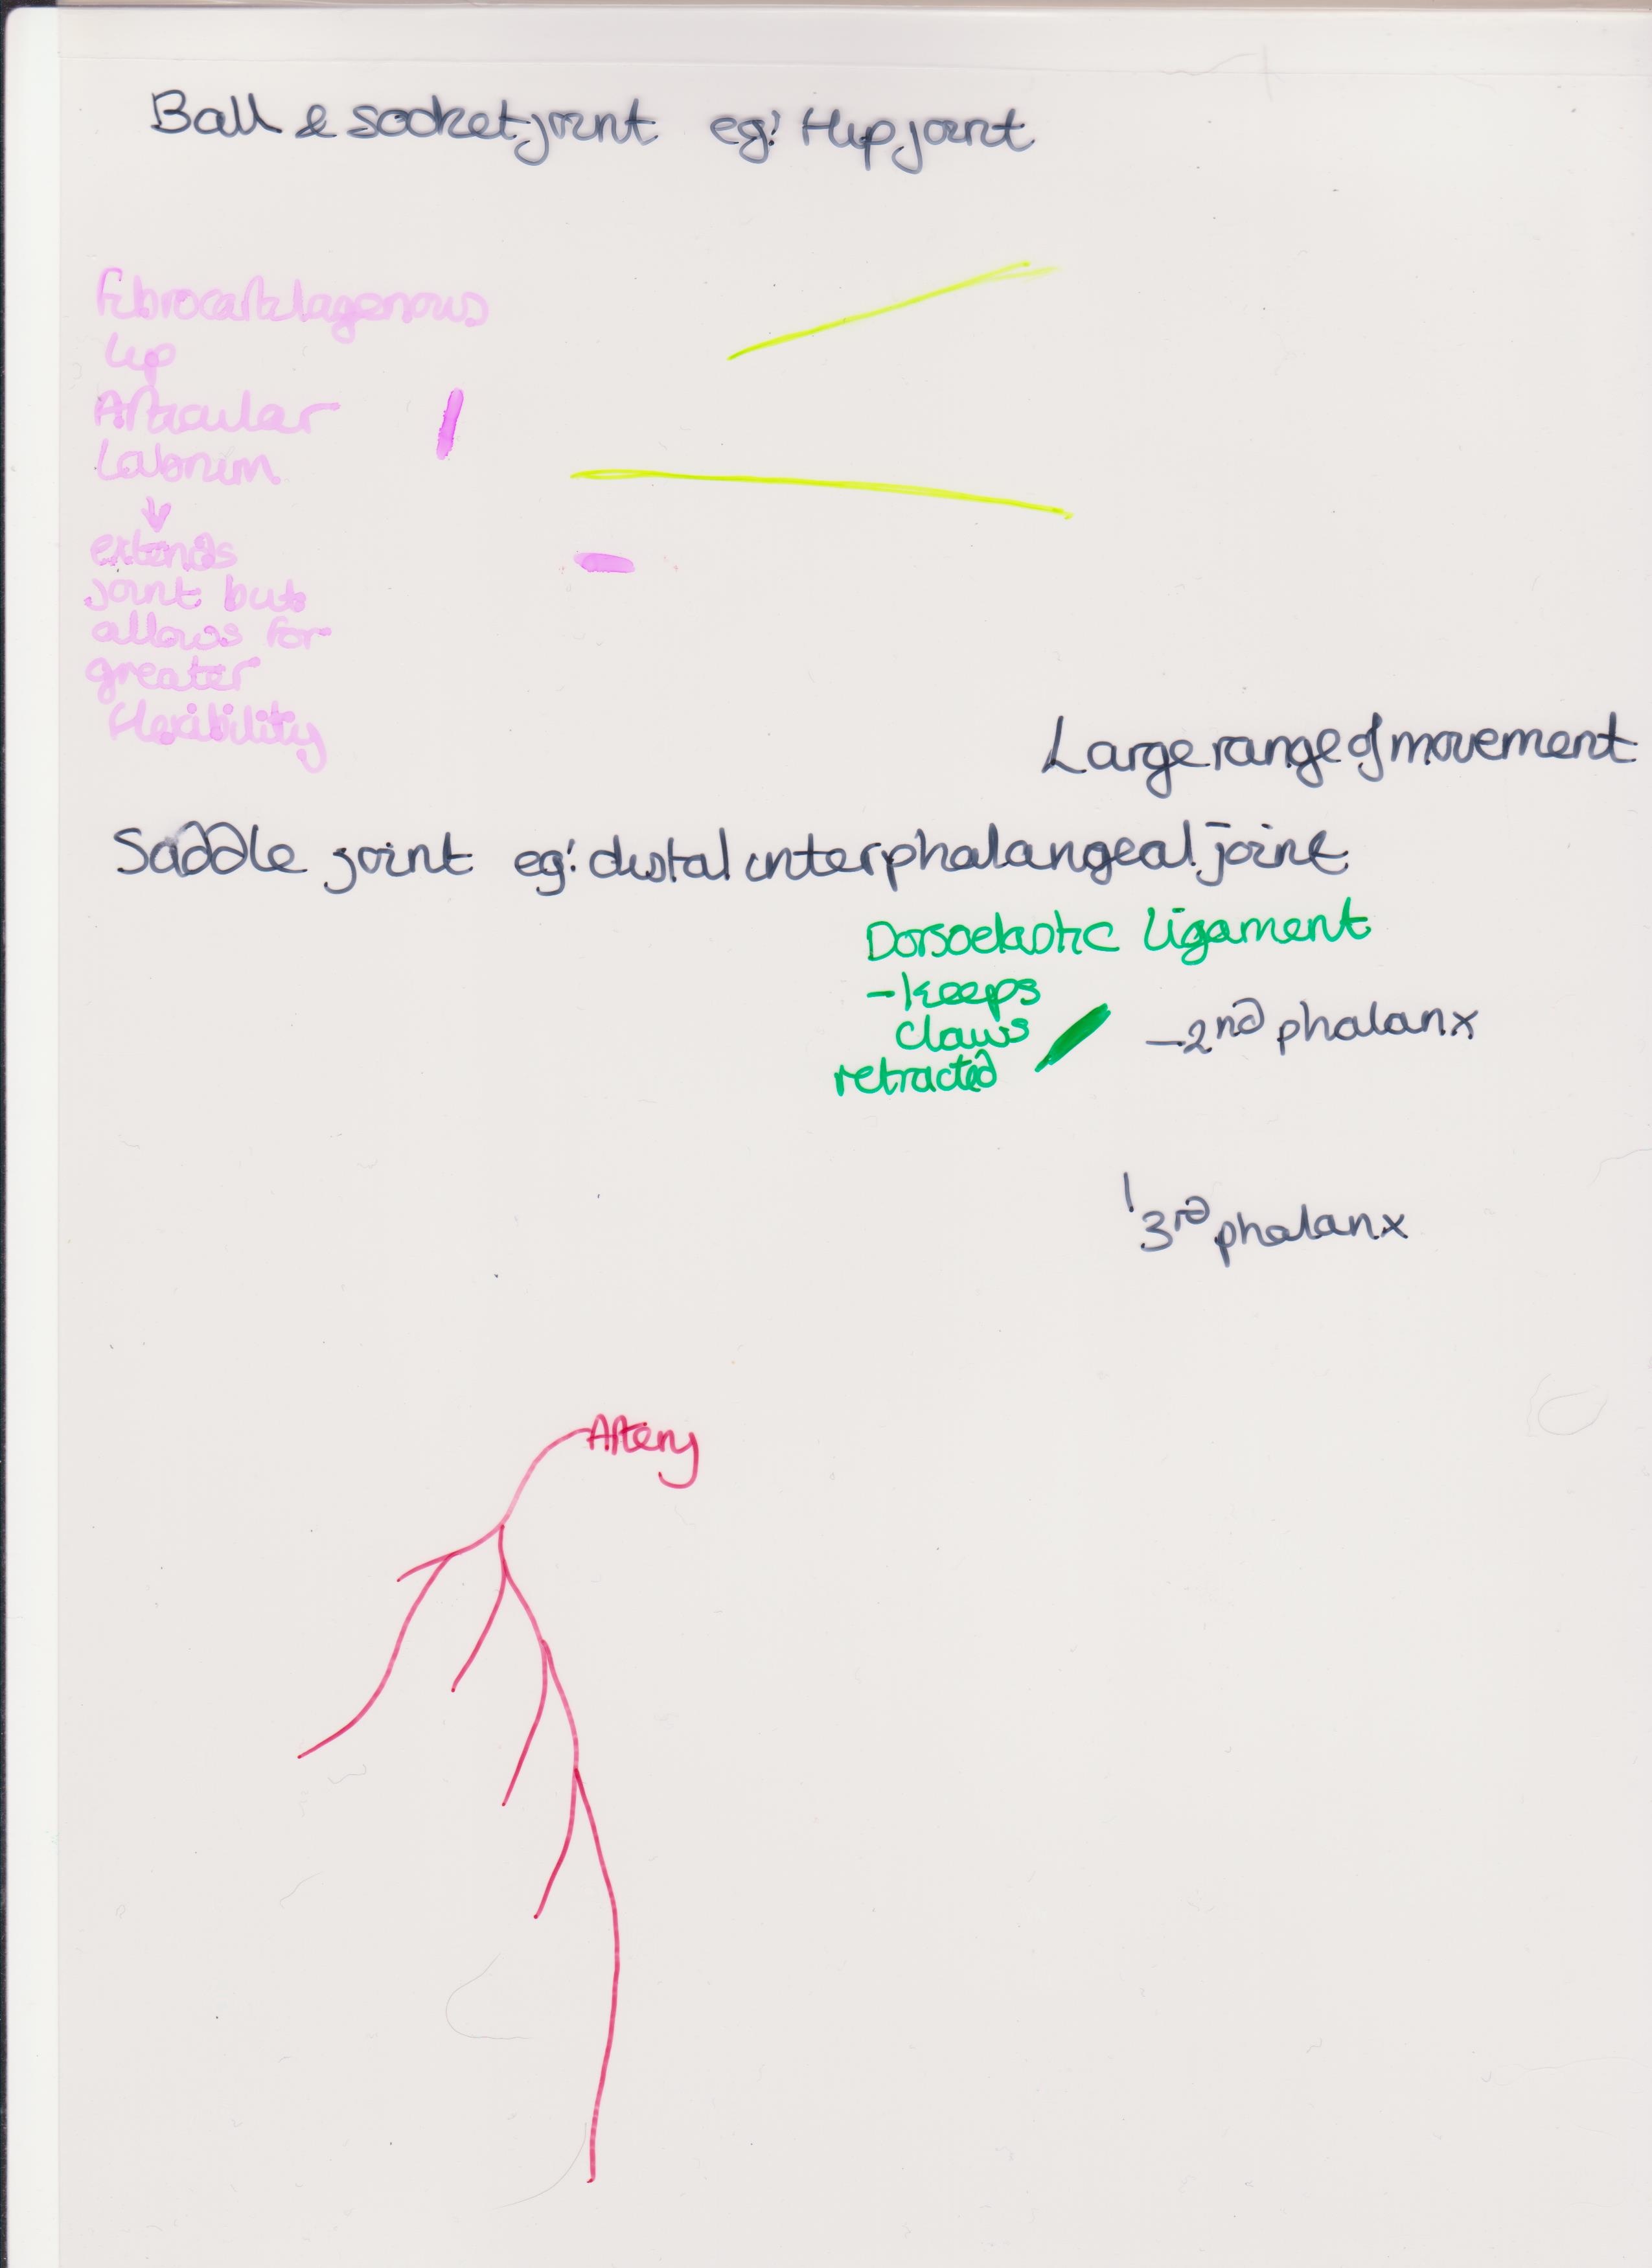 Ball & socket joint eg: Hip joint
fibrocartilagenous
lip
Articular
Labrum
↓
extends
joint but
allows for
greater
flexibility
Large range of movement
Saddle joint eg: distal interphalangeal joint
Dorsoelastic ligament
- keeps
claws
retracted
- 2nd phalanx
3rd phalanx
Artery